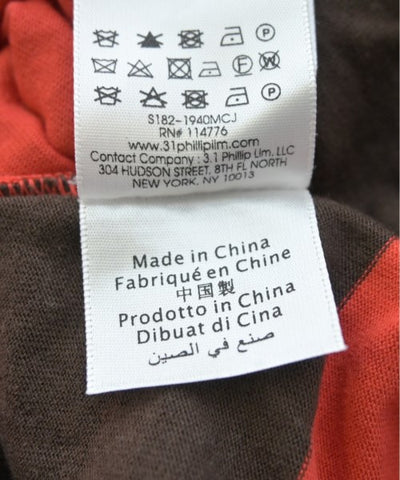 S182-1940MCJ
RN# 114776
www.31philliplim.com
Contact Company: 3.1 Phillip Lim, LLC
304 HUDSON STREET, 8TH FL NORTH
NEW YORK, NY, 10013
Made in China
Fabriqué en Chine
中国製
Prodotto in China
Dibuat di Cina
صنع في الصين